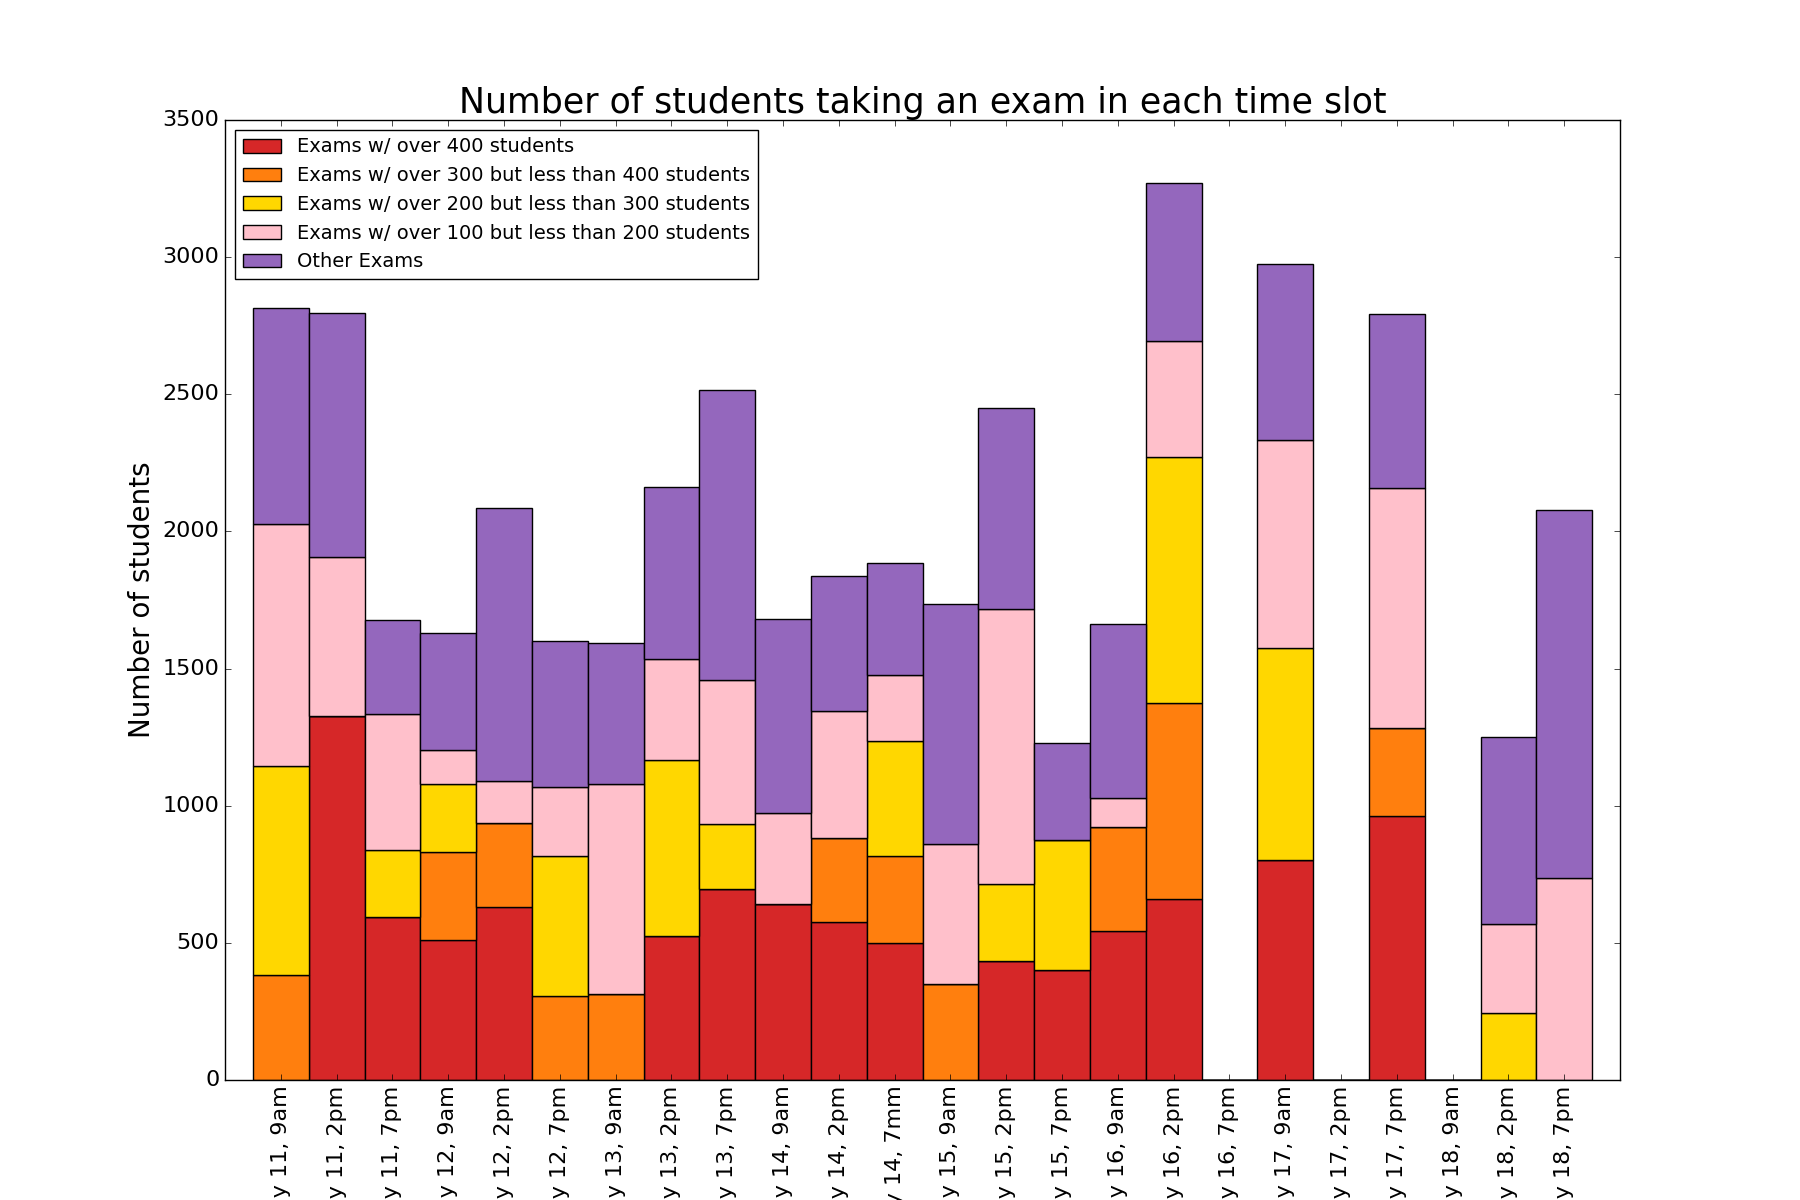 Number of students taking an exam in each time slot
Number of students
3500
3000
2500
2000
1500
1000
500
0
Exams w/ over 400 students
Exams w/ over 300 but less than 400 students
Exams w/ over 200 but less than 300 students
Exams w/ over 100 but less than 200 students
Other Exams
y 11, 9am
y 11, 2pm
y 11, 7pm
y 12, 9am
y 12, 2pm
y 12, 7pm
y 13, 9am
y 13, 2pm
y 13, 7pm
y 14, 9am
y 14, 2pm
y 14, 7mm
y 15, 9am
y 15, 2pm
y 15, 7pm
y 16, 9am
y 16, 2pm
y 16, 7pm
y 17, 9am
y 17, 2pm
y 17, 7pm
y 18, 9am
y 18, 2pm
y 18, 7pm